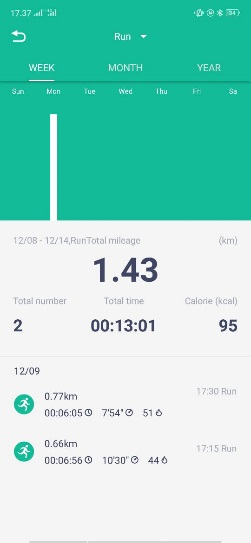 17.37
84
Run
WEEK MONTH YEAR
Sun Mon Tue Wed Thu Fri Sa
12/08 - 12/14,RunTotal mileage (km)
1.43
Total number Total time Calorie (kcal)
2 00:13:01 95
12/09
0.77km 17:30 Run
00:06:05 7'54" 51
0.66km 17:15 Run
00:06:56 10'30" 44